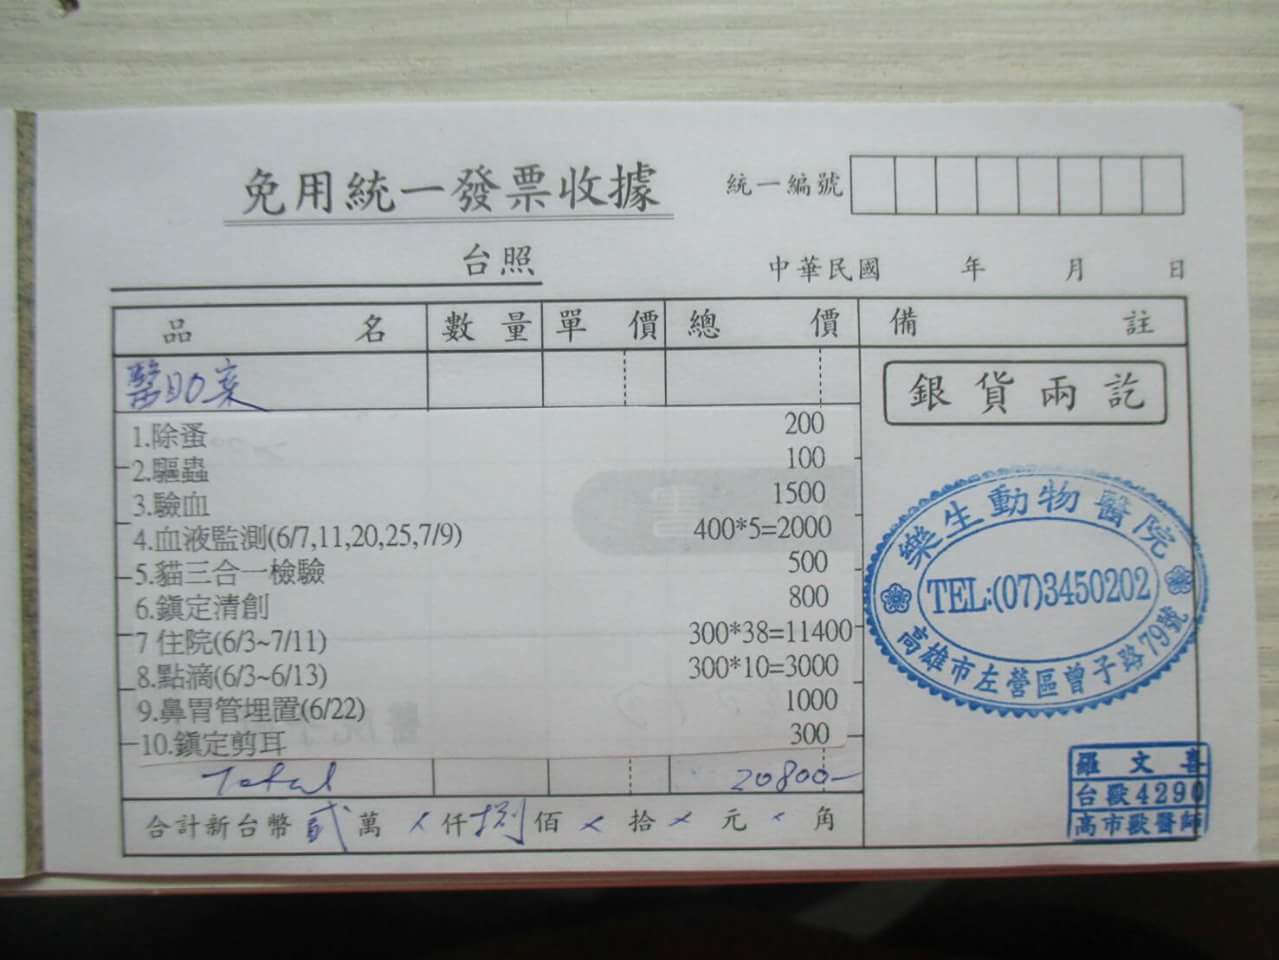 免用統一發票收據
統一編號
台照
中華民國 年 月 日
品名 數量 單價 總價 備註
醫助案
銀貨兩訖
1.除蚤 200
2.驅蟲 100
3.驗血 1500
4.血液監測(6/7,11,20,25,7/9) 400*5=2000
5.貓三合一檢驗 500
6.鎮定清創 800
7 住院(6/3~7/11) 300*38=11400
8.點滴(6/3~6/13) 300*10=3000
9.鼻胃管埋置(6/22) 1000
10.鎮定剪耳 300
Total 20800
合計新台幣貳萬 × 仟捌佰 × 拾 × 元 × 角
樂生動物醫院
TEL:(07)3450202
高雄市左營區曾子路79號
羅文喜
台獸4290
高市獸醫師